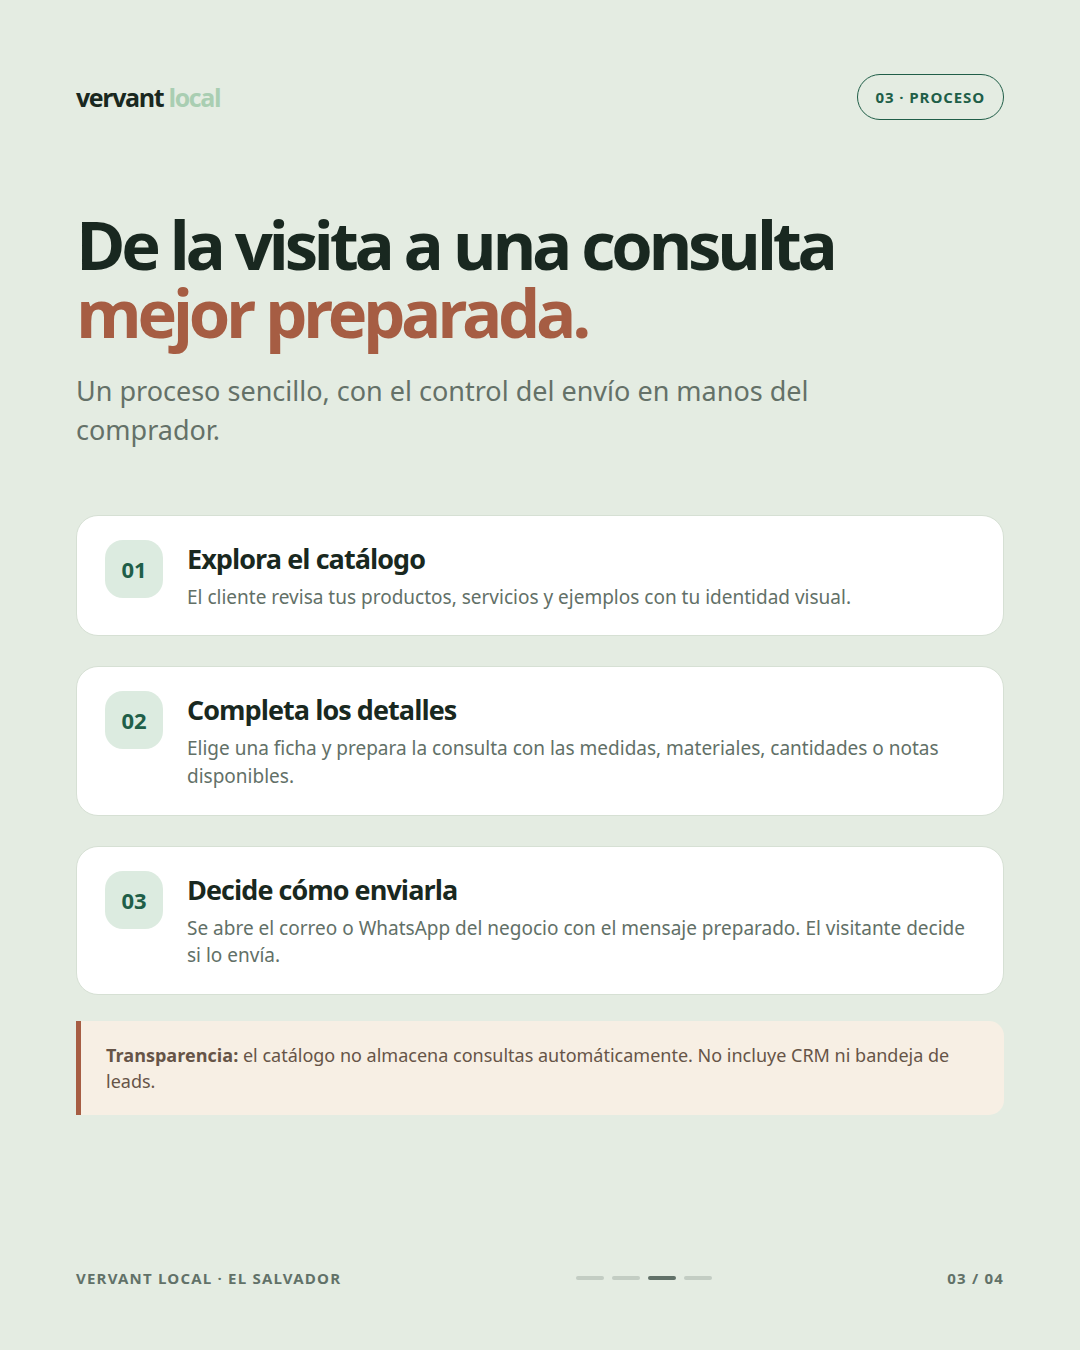 vervant local
03 · PROCESO
De la visita a una consulta
mejor preparada.
Un proceso sencillo, con el control del envío en manos del
comprador.
01
Explora el catálogo
El cliente revisa tus productos, servicios y ejemplos con tu identidad visual.
02
Completa los detalles
Elige una ficha y prepara la consulta con las medidas, materiales, cantidades o notas
disponibles.
03
Decide cómo enviarla
Se abre el correo o WhatsApp del negocio con el mensaje preparado. El visitante decide
si lo envía.
Transparencia: el catálogo no almacena consultas automáticamente. No incluye CRM ni bandeja de
leads.
VERVANT LOCAL · EL SALVADOR
03 / 04